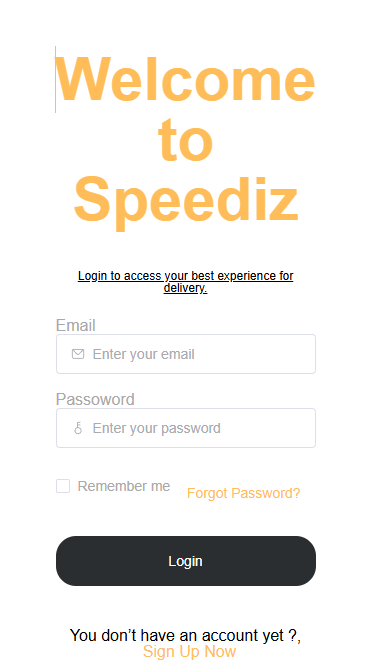 Welcome
to
Speediz
Login to access your best experience for
delivery.
Email
Enter your email
Passoword
Enter your password
Remember me
Forgot Password?
Login
You don’t have an account yet ?,
Sign Up Now